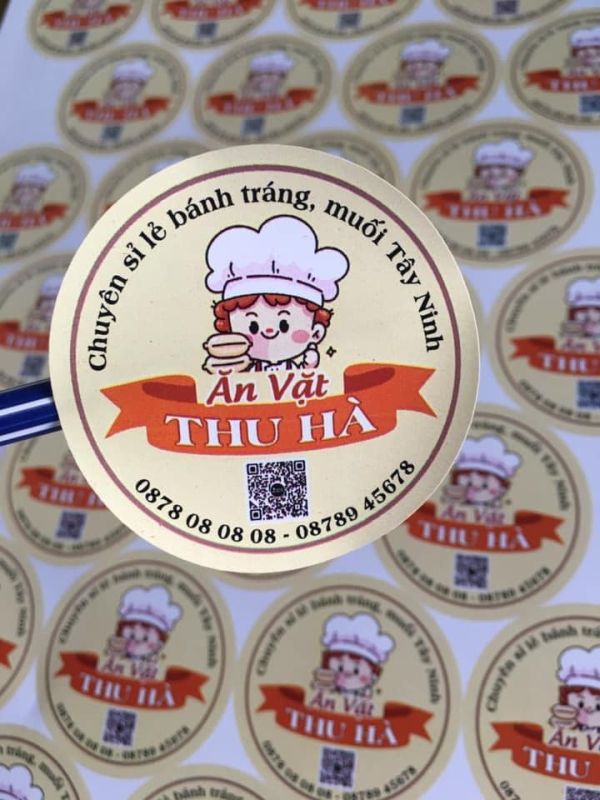 Chuyên sỉ lẻ bánh tráng, muối Tây Ninh
Ăn Vặt
THU HÀ
0878 08 08 08 - 08789 45678